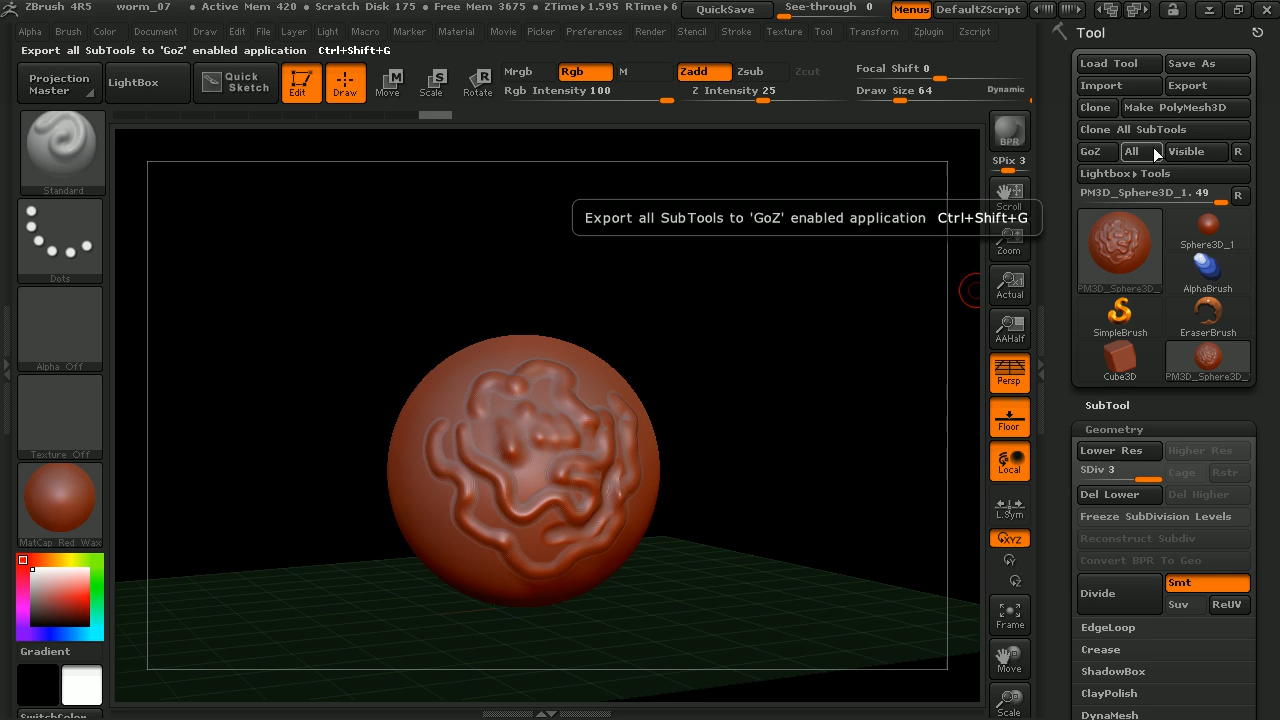 ZBrush 4R5 worm_07 • Active Mem 420 • Scratch Disk 175 • Free Mem 3675 • ZTime▸1.595 RTime▸6 QuickSave See-through 0 Menus DefaultZScript
Alpha Brush Color Document Draw Edit File Layer Light Macro Marker Material Movie Picker Preferences Render Stencil Stroke Texture Tool Transform Zplugin Zscript
Export all SubTools to 'GoZ' enabled application Ctrl+Shift+G
Projection Master
LightBox
Quick Sketch
Edit
Draw
Move
Scale
Rotate
Mrgb Rgb M
Rgb Intensity 100
Zadd Zsub Zcut
Z Intensity 25
Focal Shift 0
Draw Size 64
Dynamic
Standard
Dots
Alpha Off
Texture Off
MatCap Red Wax
Gradient
SwitchColor
Export all SubTools to 'GoZ' enabled application Ctrl+Shift+G
BPR
SPix 3
Scroll
Zoom
Actual
AAHalf
Persp
Floor
Local
L.Sym
XYZ
Y
Z
Frame
Move
Scale
Tool
Load Tool Save As
Import Export
Clone Make PolyMesh3D
Clone All SubTools
GoZ All Visible R
Lightbox▸Tools
PM3D_Sphere3D_1. 49 R
PM3D_Sphere3D_
Sphere3D_1
AlphaBrush
SimpleBrush EraserBrush
Cube3D PM3D_Sphere3D_
SubTool
Geometry
Lower Res Higher Res
SDiv 3 Cage Rstr
Del Lower Del Higher
Freeze SubDivision Levels
Reconstruct Subdiv
Convert BPR To Geo
Divide Smt
Suv ReUV
EdgeLoop
Crease
ShadowBox
ClayPolish
DynaMesh